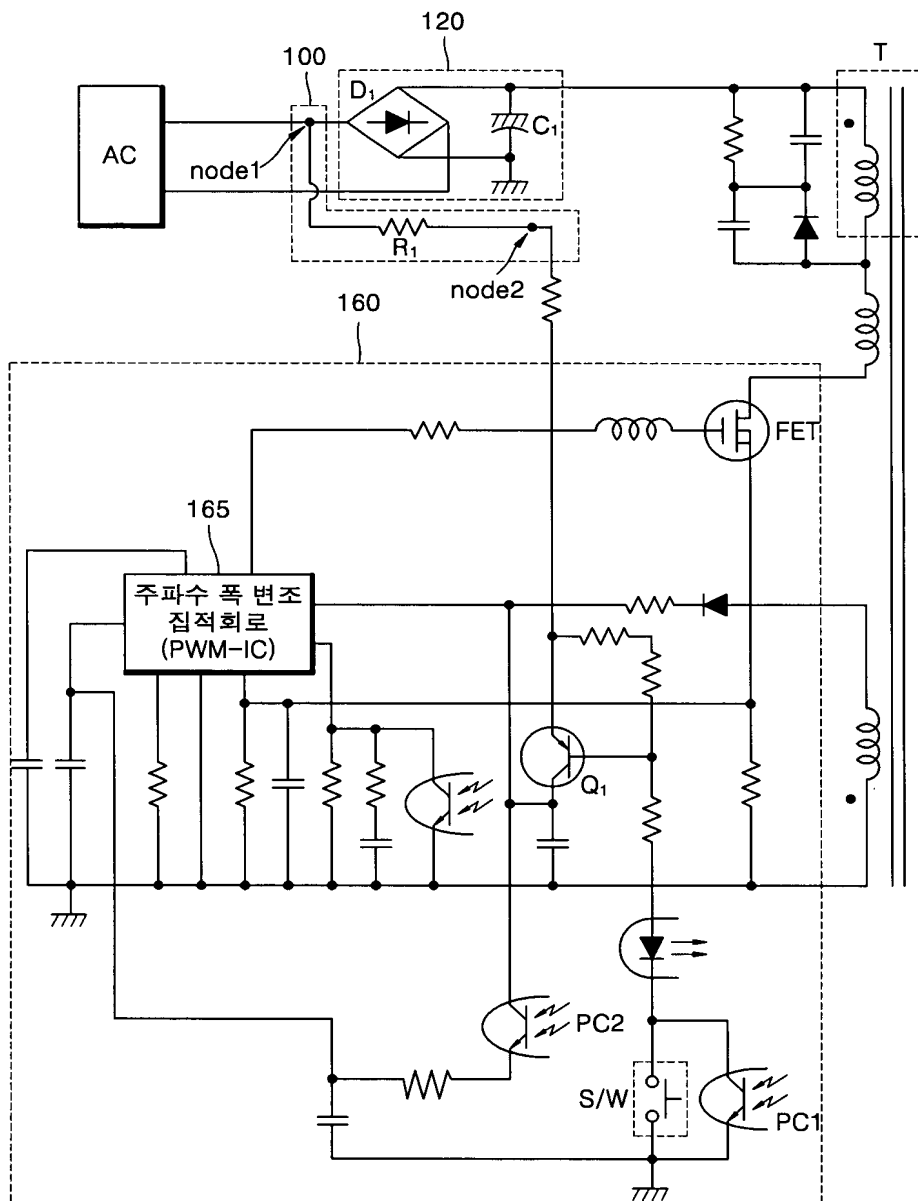 120
T
100
D₁
C₁
AC
node1
R₁
node2
160
FET
165
주파수 폭 변조
집적회로
(PWM-IC)
Q₁
PC2
S/W
PC1